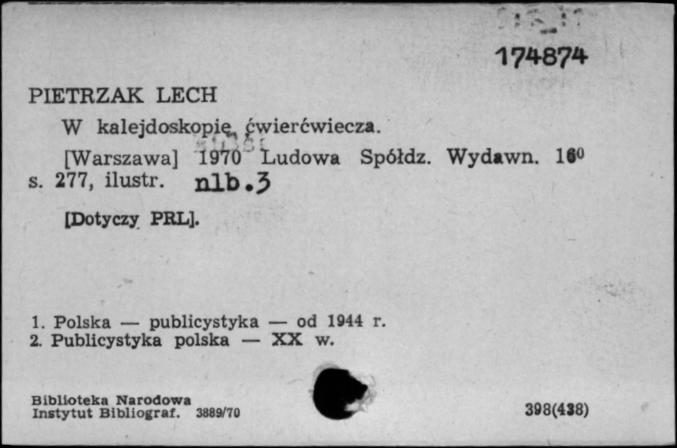 174874
PIETRZAK LECH
W kalejdoskopie ćwierćwiecza.
[Warszawa] 1970 Ludowa Spółdz. Wydawn. 16⁰
s. 277, ilustr. nlb.3
[Dotyczy PRL].
1. Polska — publicystyka — od 1944 r.
2. Publicystyka polska — XX w.
Biblioteka Narodowa
Instytut Bibliograf. 3889/70
398(438)